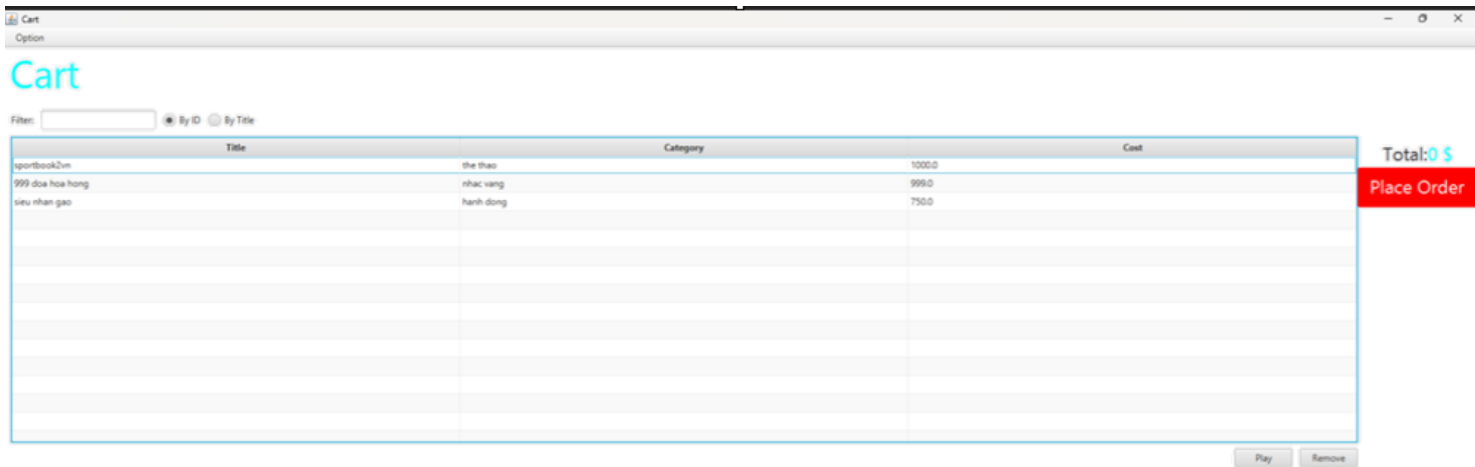 Cart
Option
Cart
Filter: By ID By Title
Title Category Cost
sportbook2vn the thao 1000.0
999 doa hoa hong nhac vang 999.0
sieu nhan gao hanh dong 750.0
Total:0 $
Place Order
Play Remove